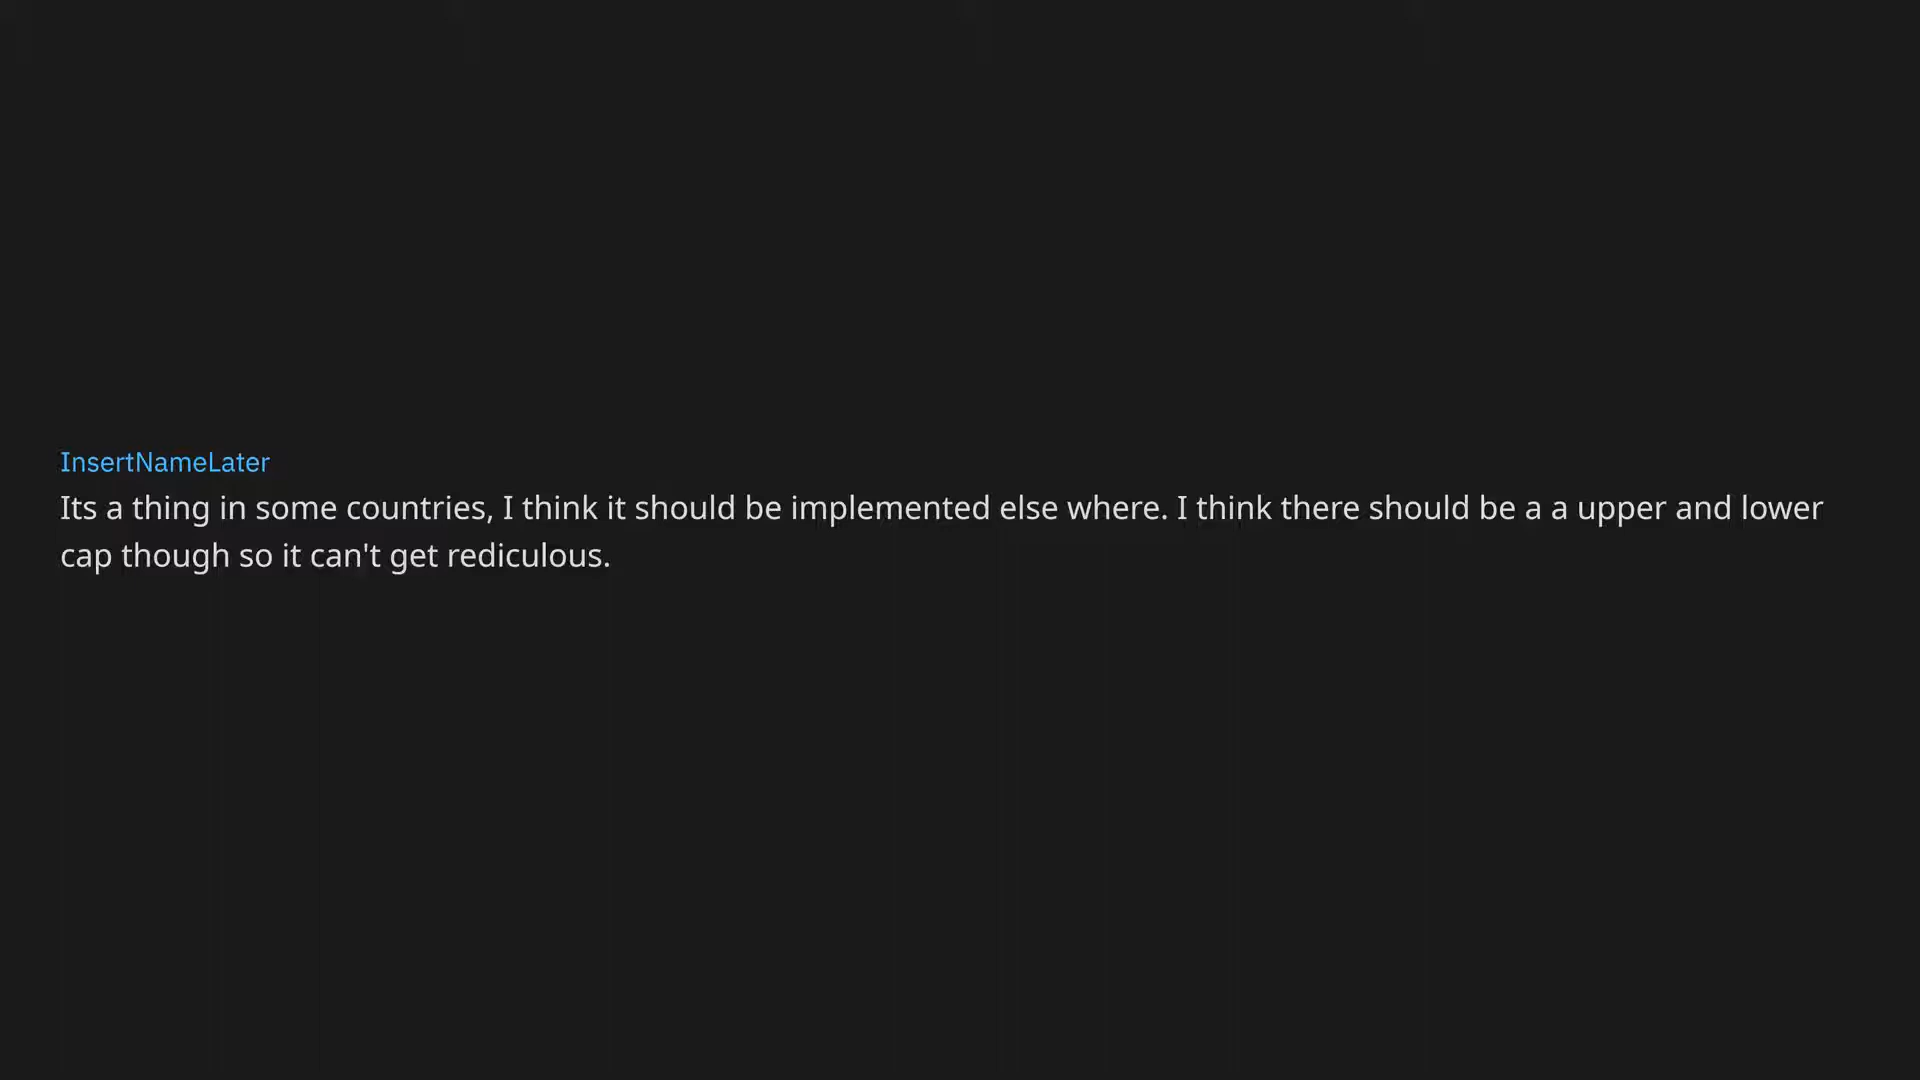 InsertNameLater
Its a thing in some countries, I think it should be implemented else where. I think there should be a a upper and lower
cap though so it can't get rediculous.